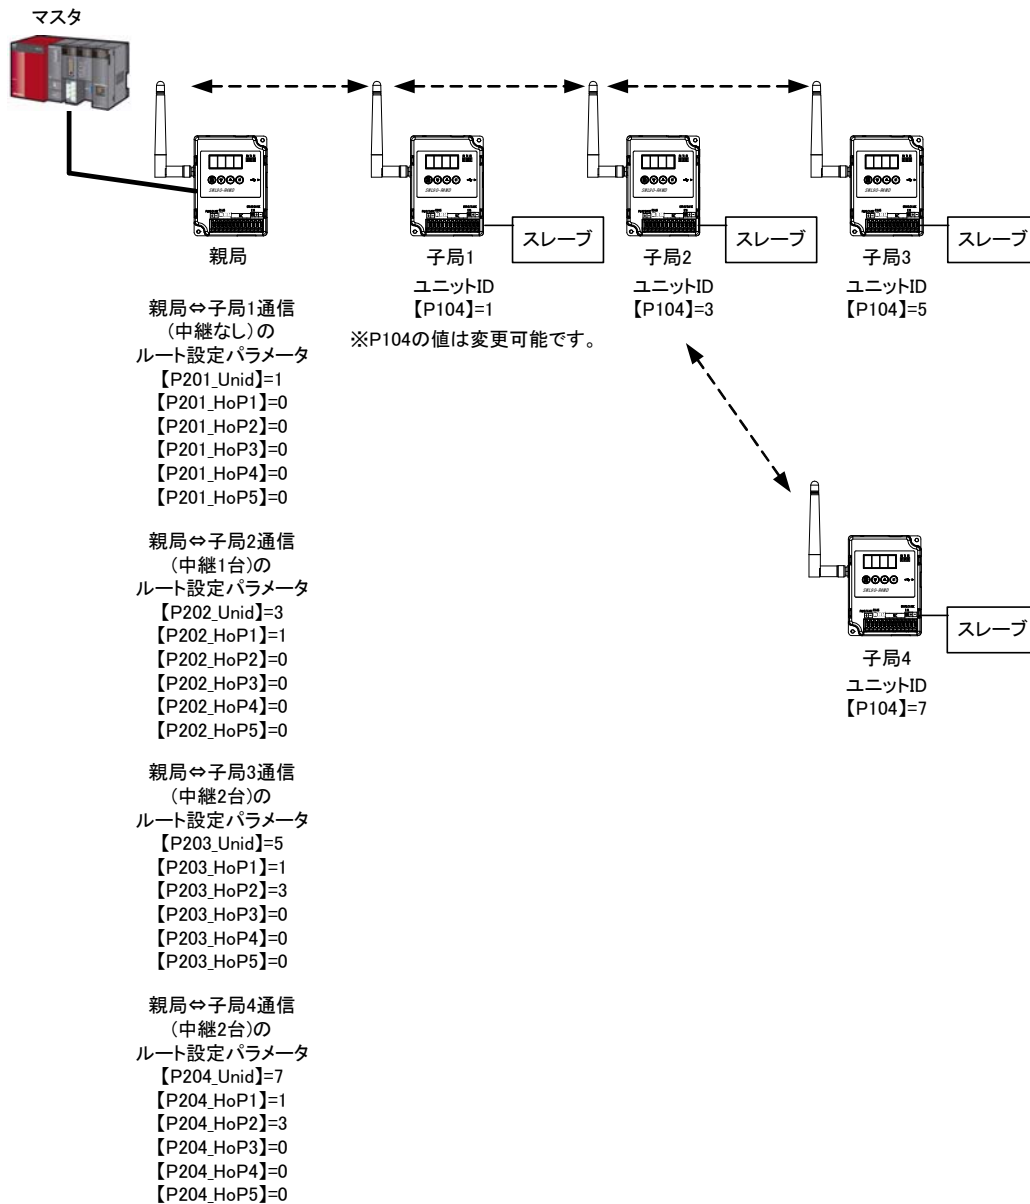 マスタ
親局
子局1
ユニットID
【P104】=1
※P104の値は変更可能です。
スレーブ
子局2
ユニットID
【P104】=3
スレーブ
子局3
ユニットID
【P104】=5
スレーブ
親局⇔子局1通信
(中継なし)の
ルート設定パラメータ
【P201_Unid】=1
【P201_HoP1】=0
【P201_HoP2】=0
【P201_HoP3】=0
【P201_HoP4】=0
【P201_HoP5】=0
親局⇔子局2通信
(中継1台)の
ルート設定パラメータ
【P202_Unid】=3
【P202_HoP1】=1
【P202_HoP2】=0
【P202_HoP3】=0
【P202_HoP4】=0
【P202_HoP5】=0
子局4
ユニットID
【P104】=7
スレーブ
親局⇔子局3通信
(中継2台)の
ルート設定パラメータ
【P203_Unid】=5
【P203_HoP1】=1
【P203_HoP2】=3
【P203_HoP3】=0
【P203_HoP4】=0
【P203_HoP5】=0
親局⇔子局4通信
(中継2台)の
ルート設定パラメータ
【P204_Unid】=7
【P204_HoP1】=1
【P204_HoP2】=3
【P204_HoP3】=0
【P204_HoP4】=0
【P204_HoP5】=0